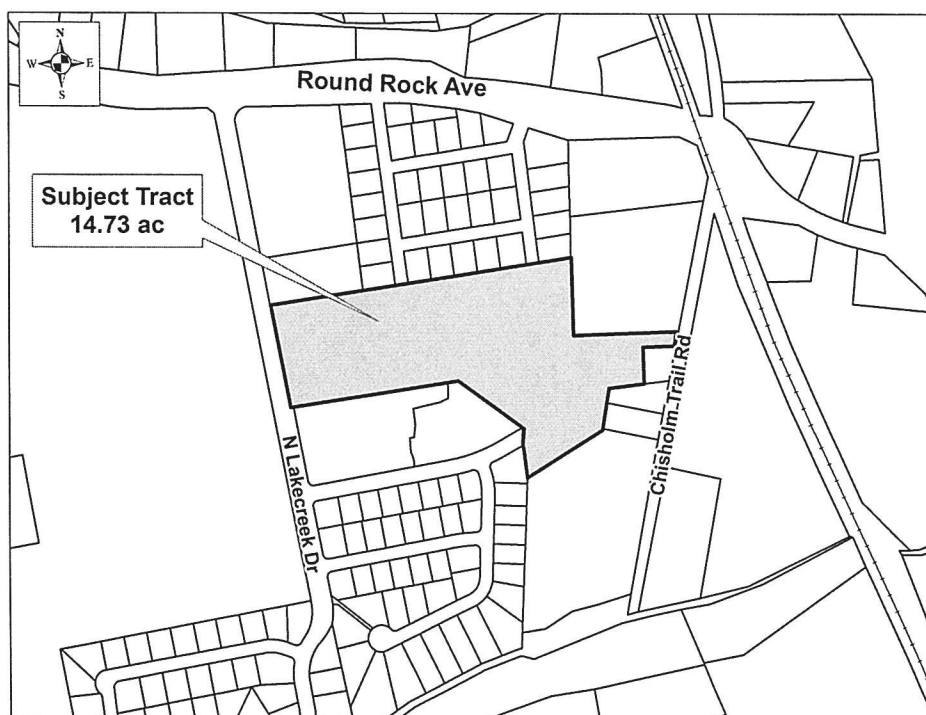 N
W E
S
Round Rock Ave
Subject Tract
14.73 ac
Chisholm Trail Rd
N Lakecreek Dr